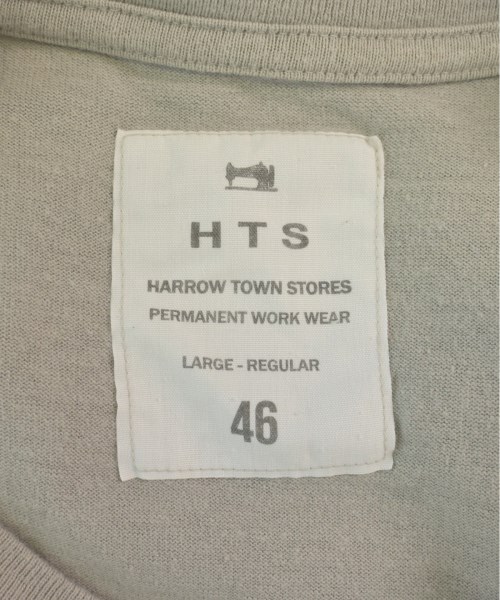 HTS
HARROW TOWN STORES
PERMANENT WORK WEAR
LARGE - REGULAR
46